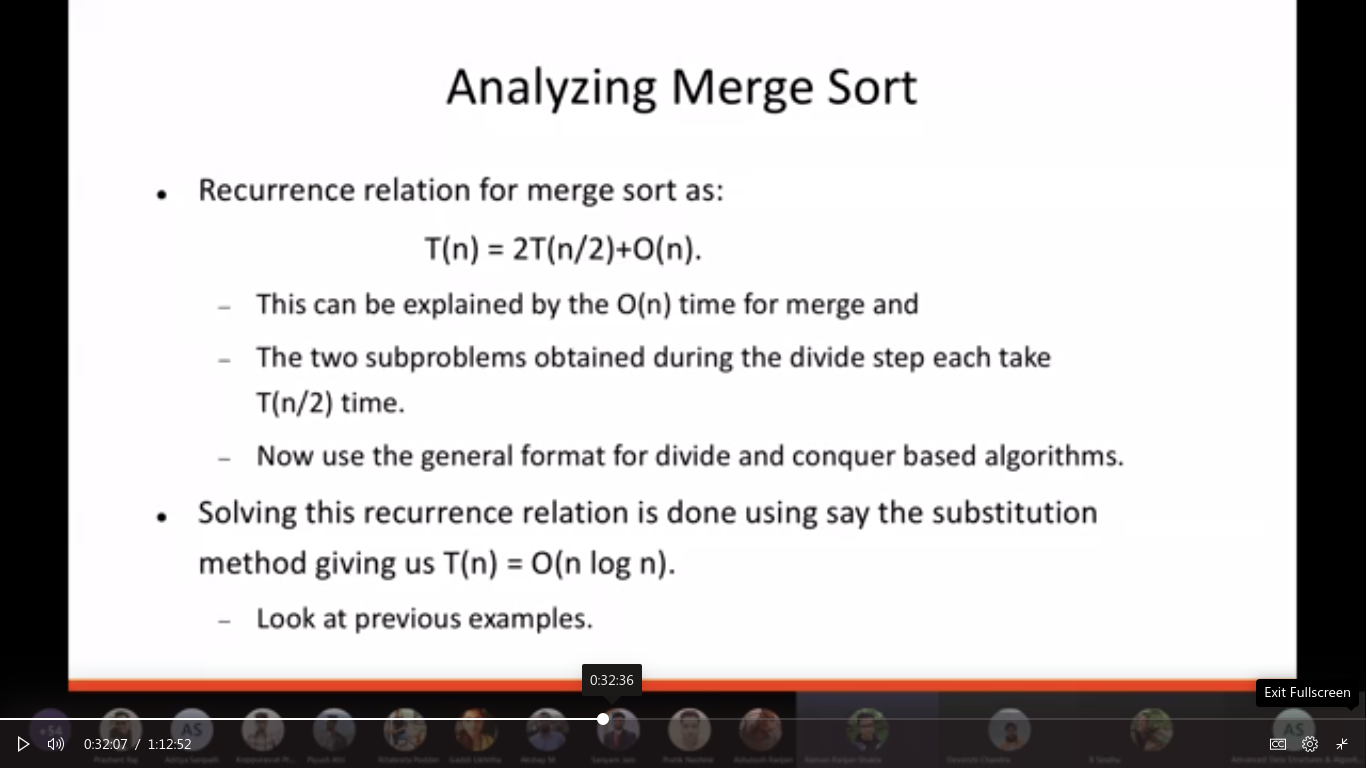 Analyzing Merge Sort
• Recurrence relation for merge sort as:
T(n) = 2T(n/2)+O(n).
– This can be explained by the O(n) time for merge and
– The two subproblems obtained during the divide step each take
T(n/2) time.
– Now use the general format for divide and conquer based algorithms.
• Solving this recurrence relation is done using say the substitution
method giving us T(n) = O(n log n).
– Look at previous examples.
0:32:36
Exit Fullscreen
AS
AS
0:32:07 / 1:12:52
CC